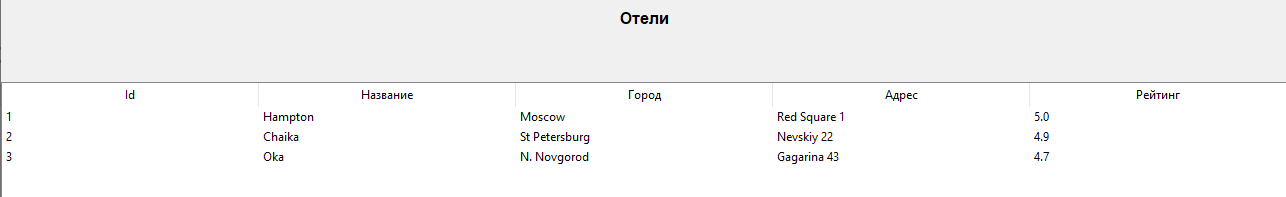 Отели
Id Название Город Адрес Рейтинг
1 Hampton Moscow Red Square 1 5.0
2 Chaika St Petersburg Nevskiy 22 4.9
3 Oka N. Novgorod Gagarina 43 4.7